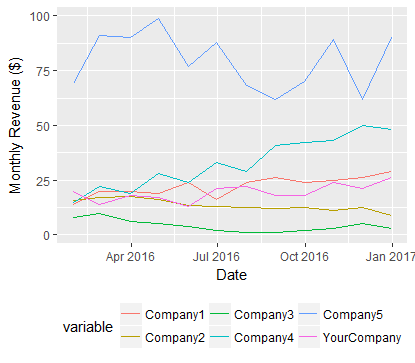 100
75
50
25
0
Monthly Revenue ($)
Apr 2016 Jul 2016 Oct 2016 Jan 2017
Date
variable
Company1 Company3 Company5
Company2 Company4 YourCompany